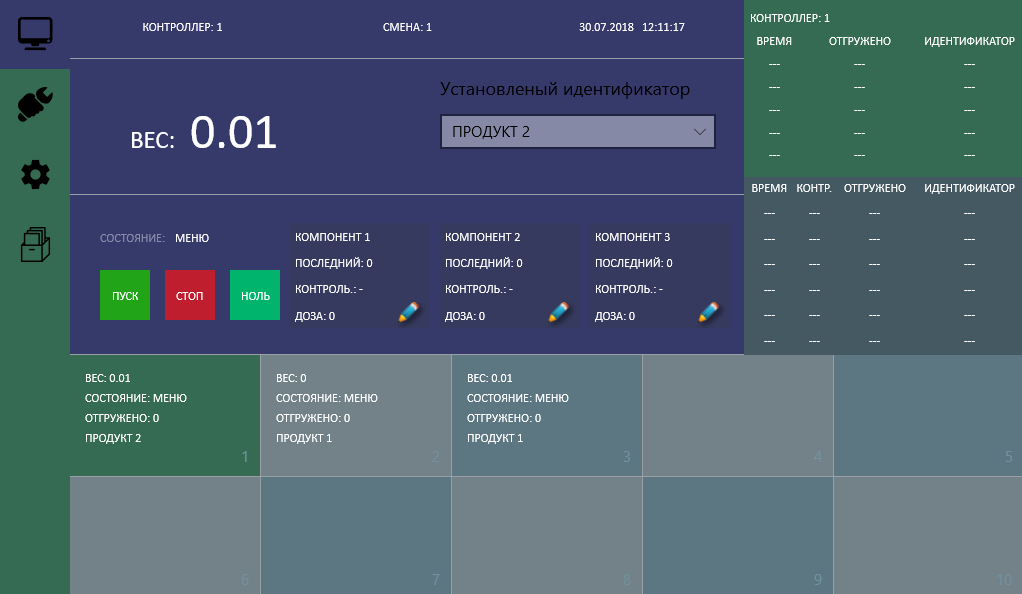 КОНТРОЛЛЕР: 1 СМЕНА: 1 30.07.2018 12:11:17
ВЕС: 0.01
Установленый идентификатор
ПРОДУКТ 2
СОСТОЯНИЕ: МЕНЮ
ПУСК СТОП НОЛЬ
КОМПОНЕНТ 1
ПОСЛЕДНИЙ: 0
КОНТРОЛЬ.: -
ДОЗА: 0
КОМПОНЕНТ 2
ПОСЛЕДНИЙ: 0
КОНТРОЛЬ.: -
ДОЗА: 0
КОМПОНЕНТ 3
ПОСЛЕДНИЙ: 0
КОНТРОЛЬ.: -
ДОЗА: 0
КОНТРОЛЛЕР: 1
ВРЕМЯ ОТГРУЖЕНО ИДЕНТИФИКАТОР
--- --- ---
--- --- ---
--- --- ---
--- --- ---
--- --- ---
ВРЕМЯ КОНТР. ОТГРУЖЕНО ИДЕНТИФИКАТОР
--- --- --- ---
--- --- --- ---
--- --- --- ---
--- --- --- ---
--- --- --- ---
--- --- --- ---
ВЕС: 0.01
СОСТОЯНИЕ: МЕНЮ
ОТГРУЖЕНО: 0
ПРОДУКТ 2
1
ВЕС: 0
СОСТОЯНИЕ: МЕНЮ
ОТГРУЖЕНО: 0
ПРОДУКТ 1
2
ВЕС: 0.01
СОСТОЯНИЕ: МЕНЮ
ОТГРУЖЕНО: 0
ПРОДУКТ 1
3
4
5
6
7
8
9
10